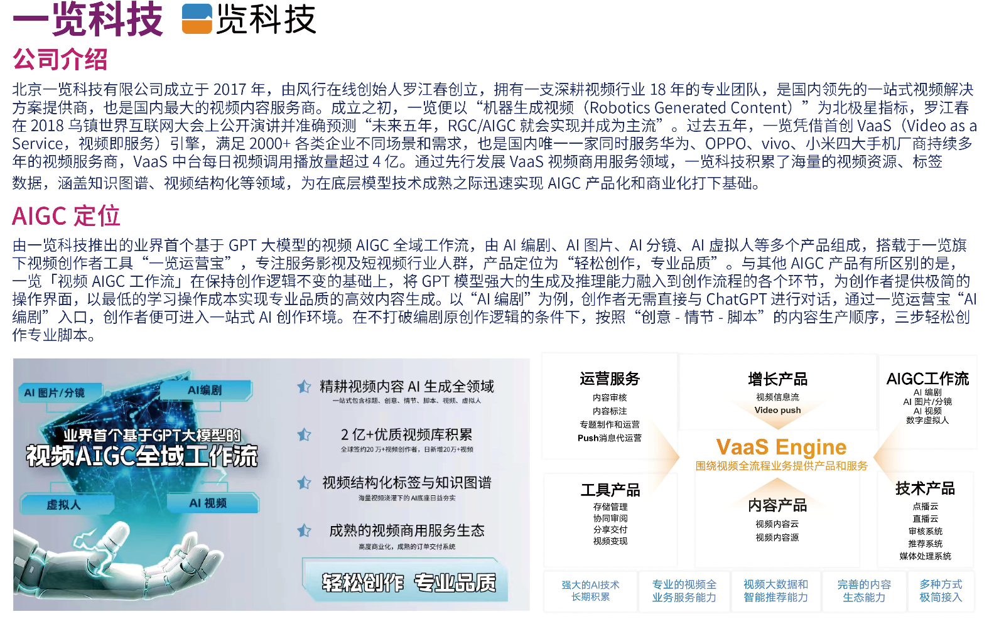 一览科技 览科技
公司介绍
北京一览科技有限公司成立于 2017 年，由风行在线创始人罗江春创立，拥有一支深耕视频行业 18 年的专业团队，是国内领先的一站式视频解决
方案提供商，也是国内最大的视频内容服务商。成立之初，一览便以“机器生成视频（Robotics Generated Content）”为北极星指标，罗江春
在 2018 乌镇世界互联网大会上公开演讲并准确预测“未来五年，RGC/AIGC 就会实现并成为主流”。过去五年，一览凭借首创 VaaS（Video as a
Service，视频即服务）引擎，满足 2000+ 各类企业不同场景和需求，也是国内唯一一家同时服务华为、OPPO、vivo、小米四大手机厂商持续多
年的视频服务商，VaaS 中台每日视频调用播放量超过 4 亿。通过先行发展 VaaS 视频商用服务领域，一览科技积累了海量的视频资源、标签
数据，涵盖知识图谱、视频结构化等领域，为在底层模型技术成熟之际迅速实现 AIGC 产品化和商业化打下基础。
AIGC 定位
由一览科技推出的业界首个基于 GPT 大模型的视频 AIGC 全域工作流，由 AI 编剧、AI 图片、AI 分镜、AI 虚拟人等多个产品组成，搭载于一览旗
下视频创作者工具“一览运营宝”，专注服务影视及短视频行业人群，产品定位为“轻松创作，专业品质”。与其他 AIGC 产品有所区别的是，
一览「视频 AIGC 工作流」在保持创作逻辑不变的基础上，将 GPT 模型强大的生成及推理能力融入到创作流程的各个环节，为创作者提供极简的
操作界面，以最低的学习操作成本实现专业品质的高效内容生成。以“AI 编剧”为例，创作者无需直接与 ChatGPT 进行对话，通过一览运营宝“AI
编剧”入口，创作者便可进入一站式 AI 创作环境。在不打破编剧原创作逻辑的条件下，按照“创意 - 情节 - 脚本”的内容生产顺序，三步轻松创
作专业脚本。
AI 图片/分镜
AI编剧
业界首个基于GPT大模型的
视频AIGC全域工作流
虚拟人
AI 视频
精耕视频内容 AI 生成全领域
一站式包含标题、创意、情节、脚本、视频、虚拟人
2 亿+优质视频库积累
全球签约20 万+视频创作者，日新增20万+视频
视频结构化标签与知识图谱
海量视频浇灌下的 AI底座日益夯实
成熟的视频商用服务生态
高度商业化，成熟的订单交付系统
轻松创作 专业品质
运营服务
内容审核
内容标注
专题制作和运营
Push消息代运营
增长产品
视频信息流
Video push
AIGC工作流
AI 编剧
AI 图片/分镜
AI 视频
数字虚拟人
VaaS Engine
围绕视频全流程业务提供产品和服务
工具产品
存储管理
协同审阅
分享交付
视频变现
内容产品
视频内容云
视频内容源
技术产品
点播云
直播云
审核系统
推荐系统
媒体处理系统
强大的AI技术
长期积累
专业的视频全
业务服务能力
视频大数据和
智能推荐能力
完善的内容
生态能力
多种方式
极简接入